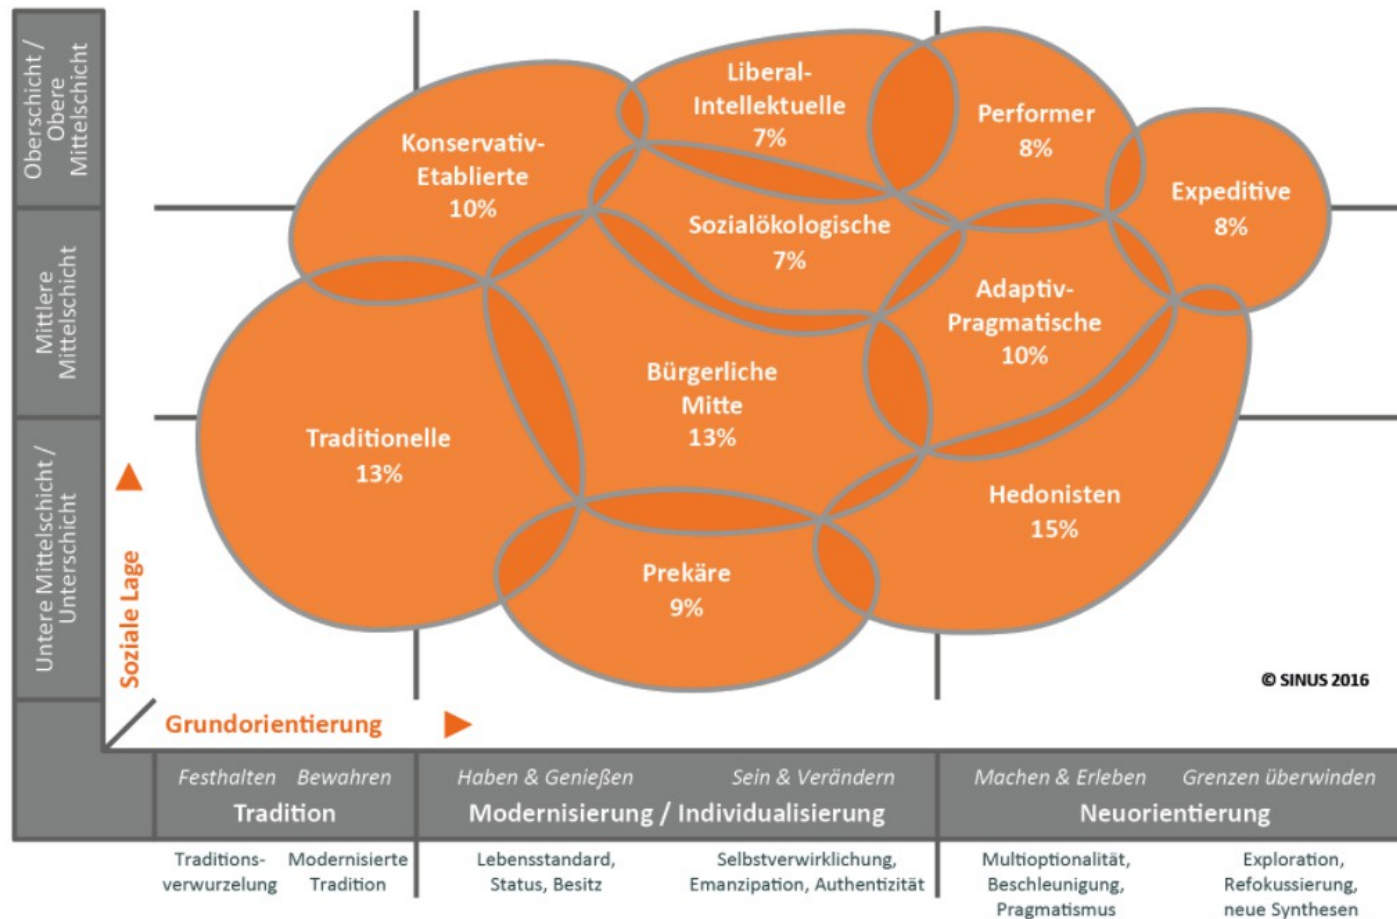 Oberschicht /
Obere
Mittelschicht
Mittlere
Mittelschicht
Untere Mittelschicht /
Unterschicht
Soziale Lage
Liberal-
Intellektuelle
7%
Performer
8%
Konservativ-
Etablierte
10%
Expeditive
8%
Sozialökologische
7%
Adaptiv-
Pragmatische
10%
Bürgerliche
Mitte
13%
Traditionelle
13%
Hedonisten
15%
Prekäre
9%
© SINUS 2016
Grundorientierung
Festhalten Bewahren
Tradition
Haben & Genießen Sein & Verändern
Modernisierung / Individualisierung
Machen & Erleben Grenzen überwinden
Neuorientierung
Traditions-
verwurzelung
Modernisierte
Tradition
Lebensstandard,
Status, Besitz
Selbstverwirklichung,
Emanzipation, Authentizität
Multioptionalität,
Beschleunigung,
Pragmatismus
Exploration,
Refokussierung,
neue Synthesen